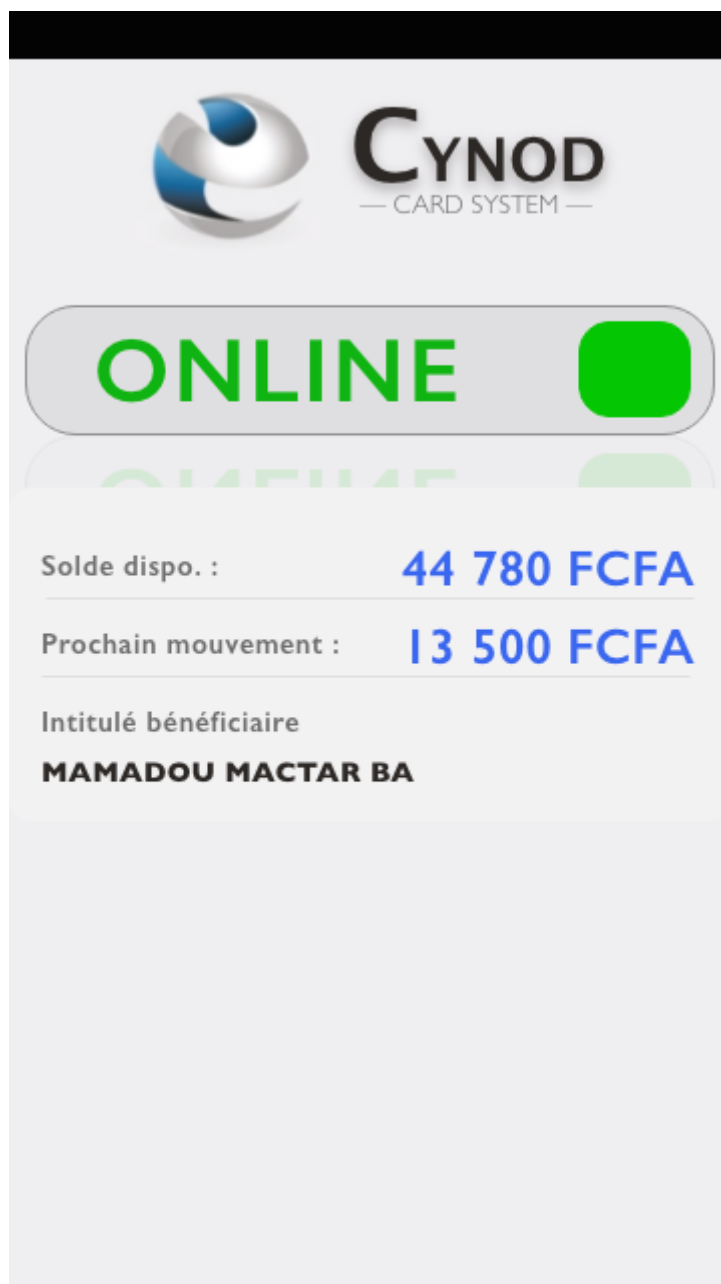 CYNOD
— CARD SYSTEM —
ONLINE
Solde dispo. : 44 780 FCFA
Prochain mouvement : 13 500 FCFA
Intitulé bénéficiaire
MAMADOU MACTAR BA